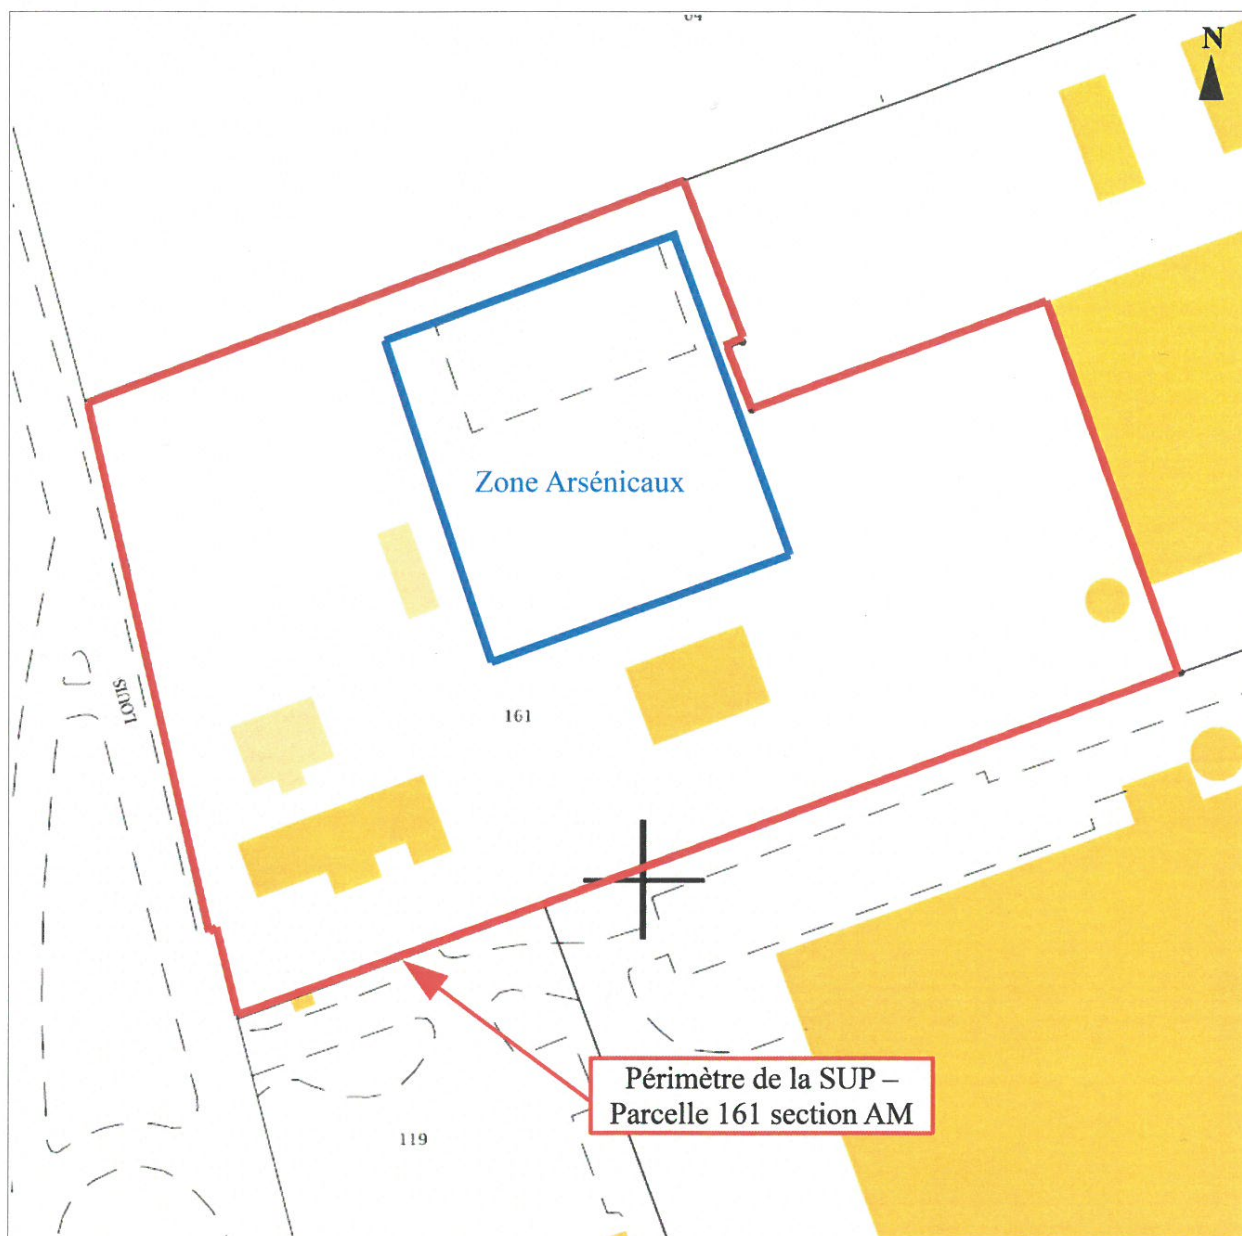 N
Zone Arsénicaux
161
LOUIS
Périmètre de la SUP –
Parcelle 161 section AM
119